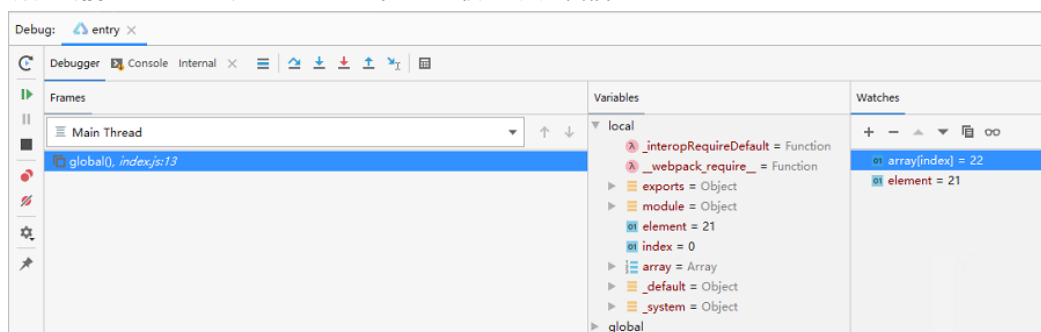 Debug: entry
Debugger Console Internal
Frames
Main Thread
global(), index.js:13
Variables
local
_interopRequireDefault = Function
__webpack_require__ = Function
exports = Object
module = Object
element = 21
index = 0
array = Array
_default = Object
_system = Object
global
Watches
array[index] = 22
element = 21